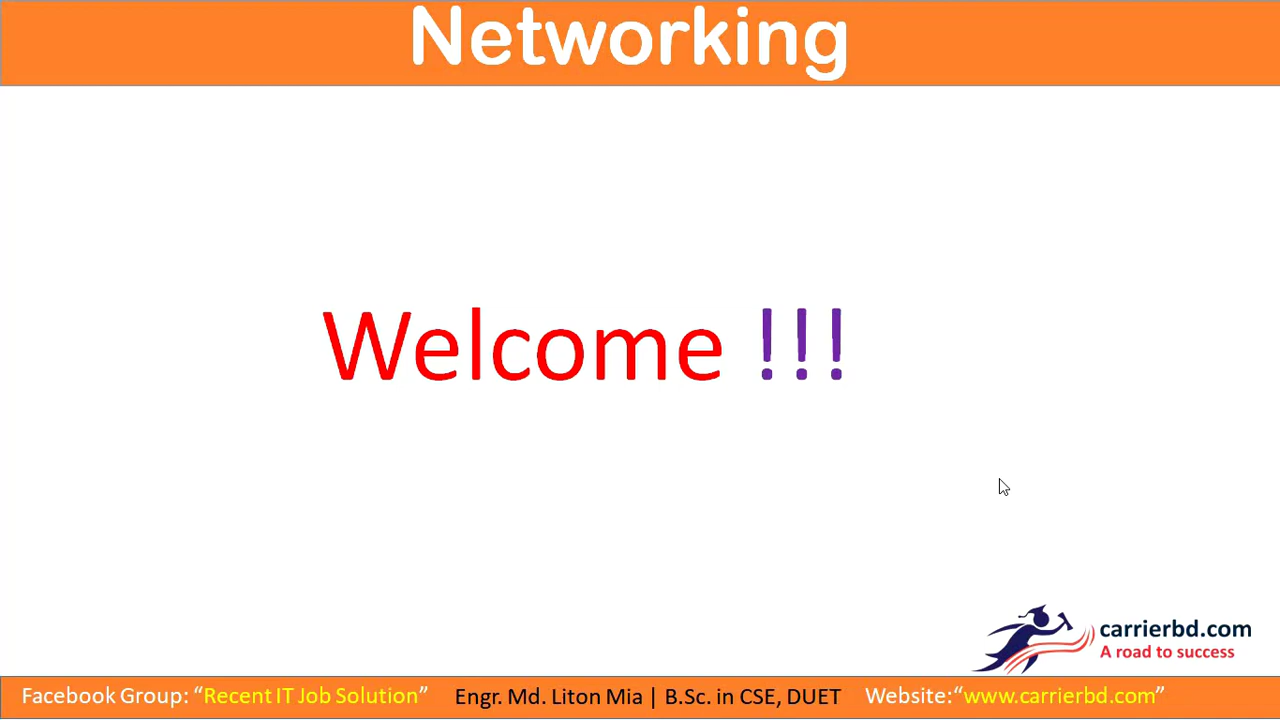 Networking
Welcome !!!
carrierbd.com
A road to success
Facebook Group: “Recent IT Job Solution” Engr. Md. Liton Mia | B.Sc. in CSE, DUET Website:“www.carrierbd.com”